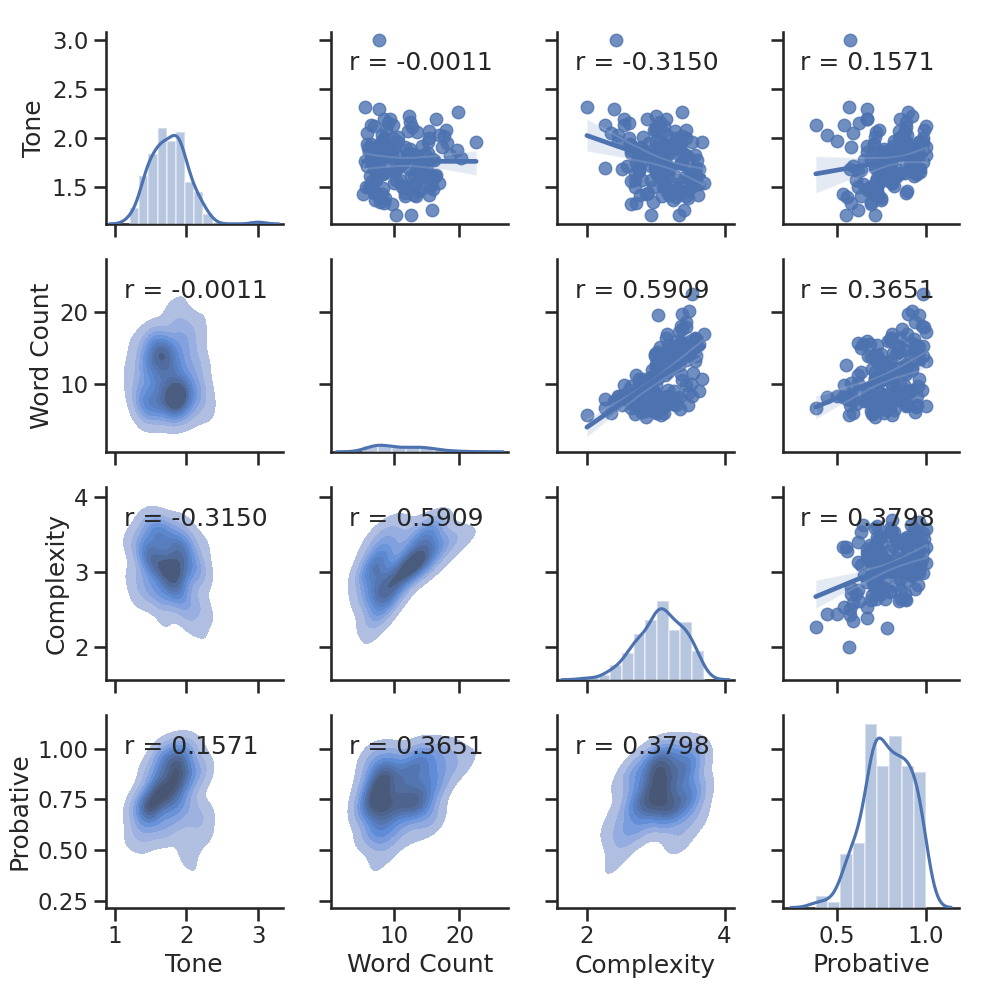 3.0
2.5
2.0
1.5
Tone
r = -0.0011
r = -0.3150
r = 0.1571
1 2 3
10 20
2 4
0.5 1.0
20
10
Word Count
r = -0.0011
r = 0.5909
r = 0.3651
4
3
2
Complexity
r = -0.3150
r = 0.5909
r = 0.3798
1.00
0.75
0.50
0.25
Probative
r = 0.1571
r = 0.3651
r = 0.3798
Tone
Word Count
Complexity
Probative